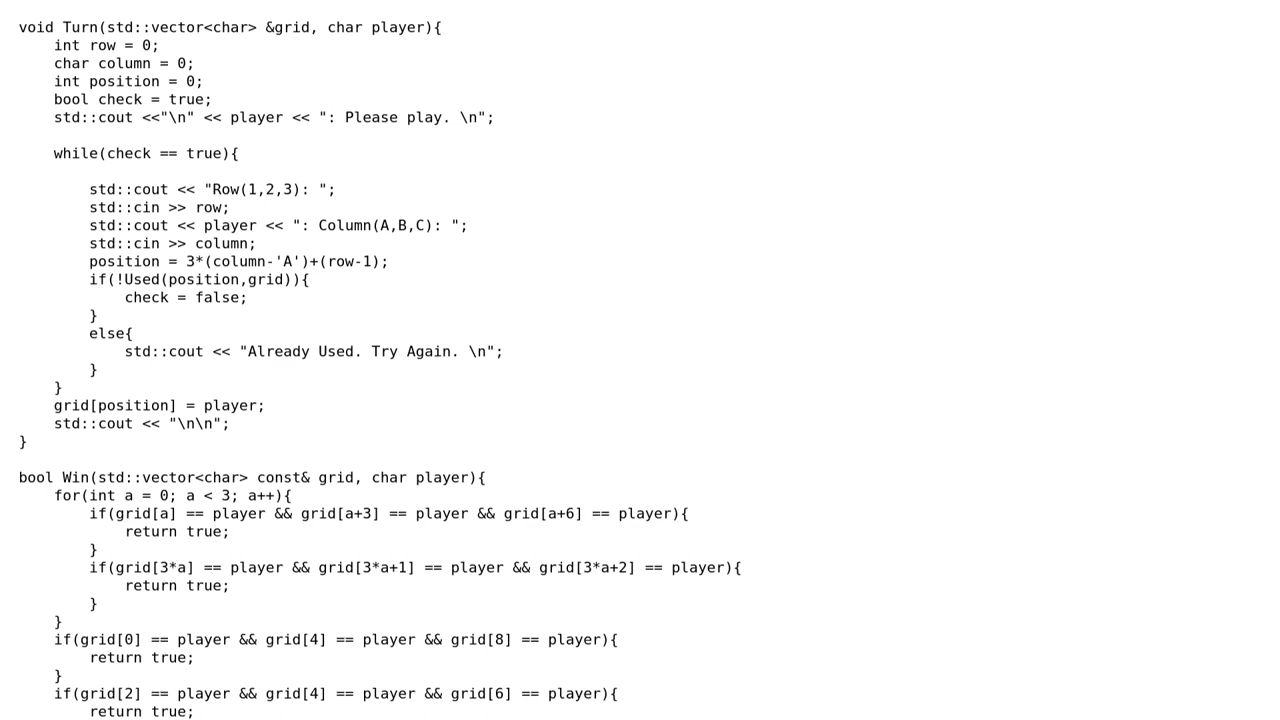 void Turn(std::vector<char> &grid, char player){
    int row = 0;
    char column = 0;
    int position = 0;
    bool check = true;
    std::cout <<"\n" << player << ": Please play. \n";

    while(check == true){

        std::cout << "Row(1,2,3): ";
        std::cin >> row;
        std::cout << player << ": Column(A,B,C): ";
        std::cin >> column;
        position = 3*(column-'A')+(row-1);
        if(!Used(position,grid)){
            check = false;
        }
        else{
            std::cout << "Already Used. Try Again. \n";
        }
    }
    grid[position] = player;
    std::cout << "\n\n";
}

bool Win(std::vector<char> const& grid, char player){
    for(int a = 0; a < 3; a++){
        if(grid[a] == player && grid[a+3] == player && grid[a+6] == player){
            return true;
        }
        if(grid[3*a] == player && grid[3*a+1] == player && grid[3*a+2] == player){
            return true;
        }
    }
    if(grid[0] == player && grid[4] == player && grid[8] == player){
        return true;
    }
    if(grid[2] == player && grid[4] == player && grid[6] == player){
        return true;